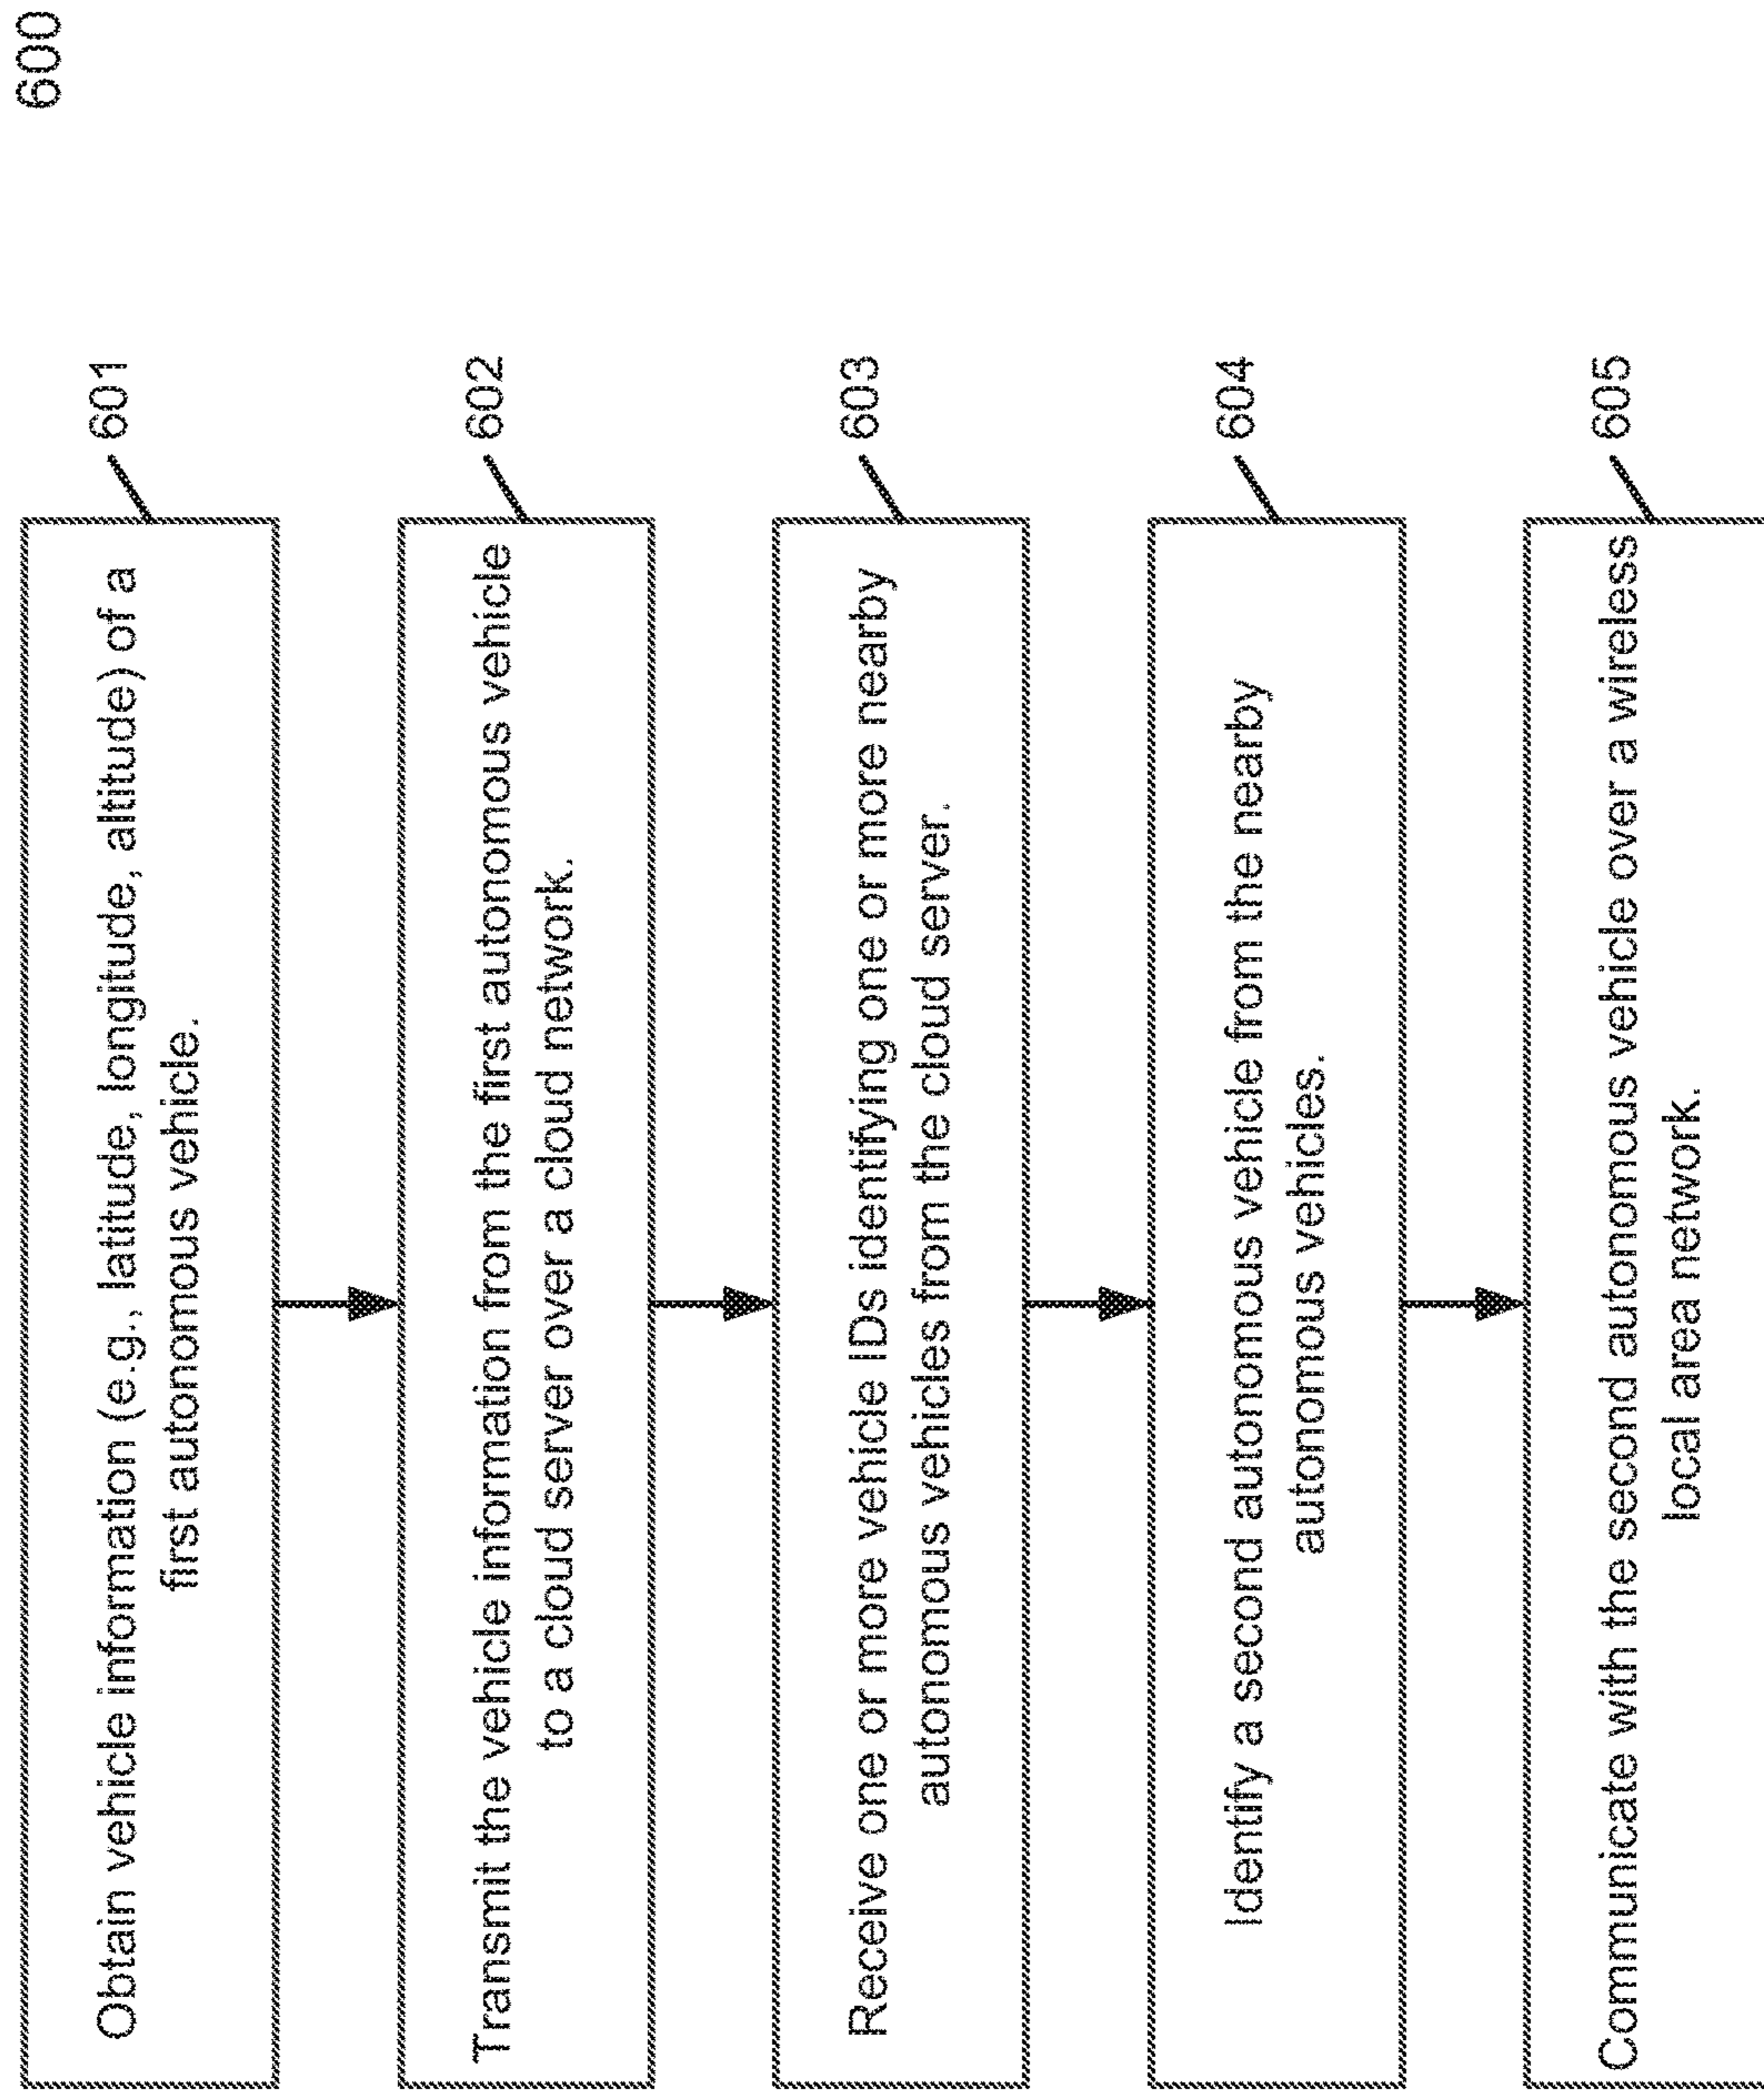 600
Obtain vehicle information (e.g., latitude, longitude, altitude) of a
first autonomous vehicle.
601
Transmit the vehicle information from the first autonomous vehicle
to a cloud server over a cloud network.
602
Receive one or more vehicle IDs identifying one or more nearby
autonomous vehicles from the cloud server.
603
Identify a second autonomous vehicle from the nearby
autonomous vehicles.
604
Communicate with the second autonomous vehicle over a wireless
local area network.
605